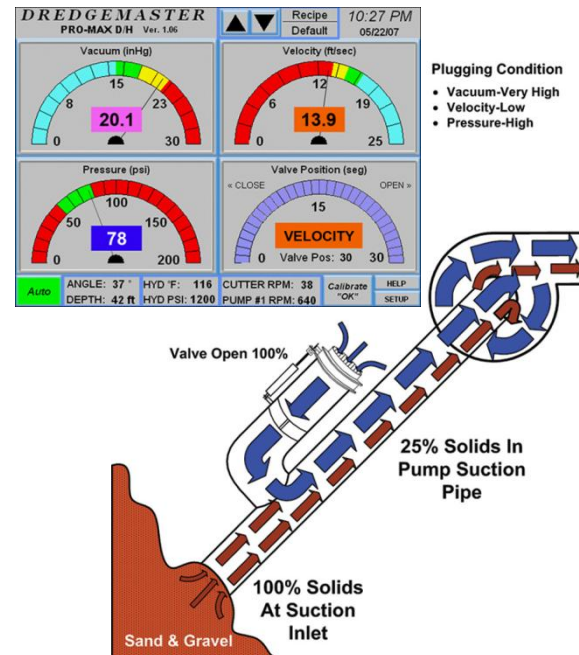 DREDGEMASTER
PRO-MAX D/H Ver. 1.06
Recipe
Default
10:27 PM
05/22/07
Vacuum (inHg)
0
8
15
23
30
20.1
Velocity (ft/sec)
0
6
12
19
25
13.9
Pressure (psi)
0
50
100
150
200
78
Valve Position (seg)
« CLOSE
OPEN »
15
VELOCITY
0
Valve Pos: 30
30
Auto
ANGLE: 37 °
DEPTH: 42 ft
HYD °F: 116
HYD PSI: 1200
CUTTER RPM: 38
PUMP #1 RPM: 640
Calibrate
"OK"
HELP
SETUP
Plugging Condition
• Vacuum-Very High
• Velocity-Low
• Pressure-High
Valve Open 100%
25% Solids In
Pump Suction
Pipe
100% Solids
At Suction
Inlet
Sand & Gravel